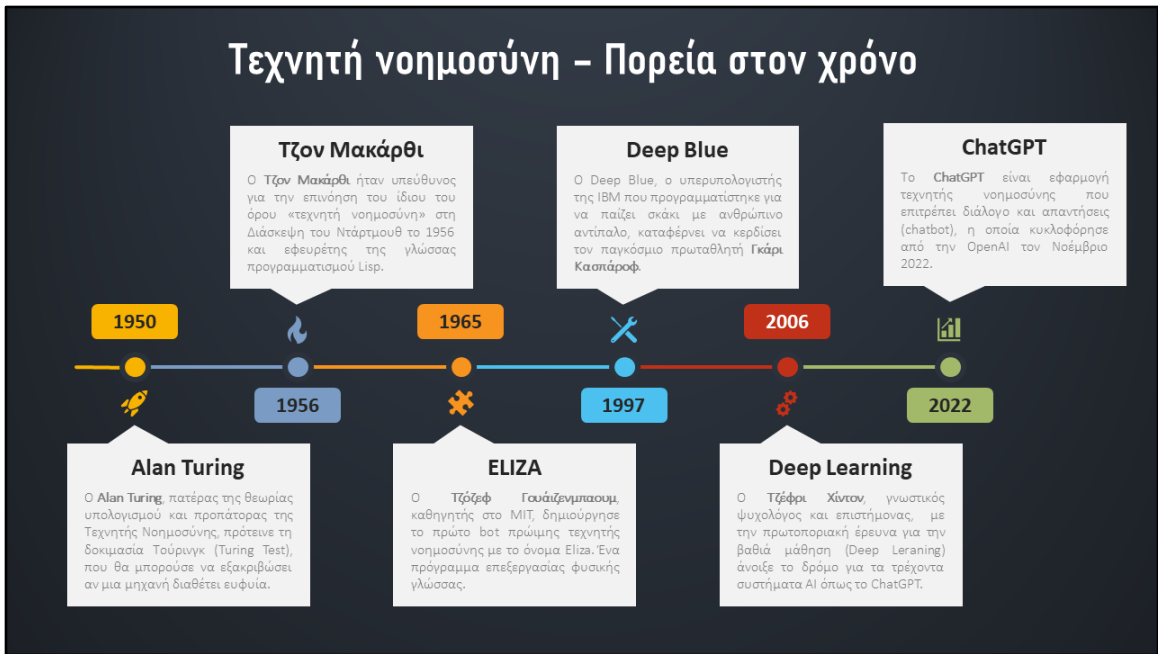 Τεχνητή νοημοσύνη – Πορεία στον χρόνο
Τζον Μακάρθι
Ο Τζον Μακάρθι ήταν υπεύθυνος
για την επινόηση του ίδιου του
όρου «τεχνητή νοημοσύνη» στη
Διάσκεψη του Ντάρτμουθ το 1956
και εφευρέτης της γλώσσας
προγραμματισμού Lisp.
Deep Blue
Ο Deep Blue, ο υπερυπολογιστής
της IBM που προγραμματίστηκε για
να παίζει σκάκι με ανθρώπινο
αντίπαλο, καταφέρνει να κερδίσει
τον παγκόσμιο πρωταθλητή Γκάρι
Κασπάροφ.
ChatGPT
Το ChatGPT είναι εφαρμογή
τεχνητής νοημοσύνης που
επιτρέπει διάλογο και απαντήσεις
(chatbot), η οποία κυκλοφόρησε
από την OpenAI τον Νοέμβριο
2022.
1950
1965
2006
1956
1997
2022
Alan Turing
Ο Alan Turing, πατέρας της θεωρίας
υπολογισμού και προπάτορας της
Τεχνητής Νοημοσύνης, πρότεινε τη
δοκιμασία Τούρινγκ (Turing Test),
που θα μπορούσε να εξακριβώσει
αν μια μηχανή διαθέτει ευφυία.
ELIZA
Ο Τζόζεφ Γουάιζενμπαουμ,
καθηγητής στο MIT, δημιούργησε
το πρώτο bot πρώιμης τεχνητής
νοημοσύνης με το όνομα Eliza. Ένα
πρόγραμμα επεξεργασίας φυσικής
γλώσσας.
Deep Learning
Ο Τζέφρι Χίντον, γνωστικός
ψυχολόγος και επιστήμονας, με
την πρωτοποριακή έρευνα για την
βαθιά μάθηση (Deep Leraning)
άνοιξε το δρόμο για τα τρέχοντα
συστήματα AI όπως το ChatGPT.